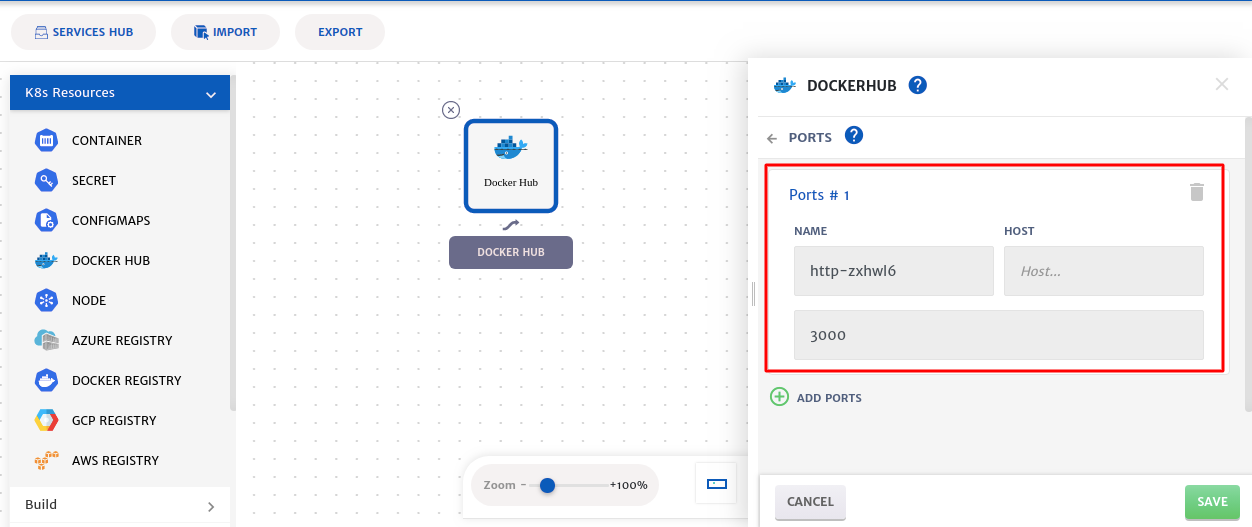 SERVICES HUB
IMPORT
EXPORT
K8s Resources
CONTAINER
SECRET
CONFIGMAPS
DOCKER HUB
NODE
AZURE REGISTRY
DOCKER REGISTRY
GCP REGISTRY
AWS REGISTRY
Build
Docker Hub
DOCKER HUB
Zoom - +100%
DOCKERHUB ?
PORTS ?
Ports # 1
NAME HOST
http-zxhwl6 Host...
3000
ADD PORTS
CANCEL SAVE